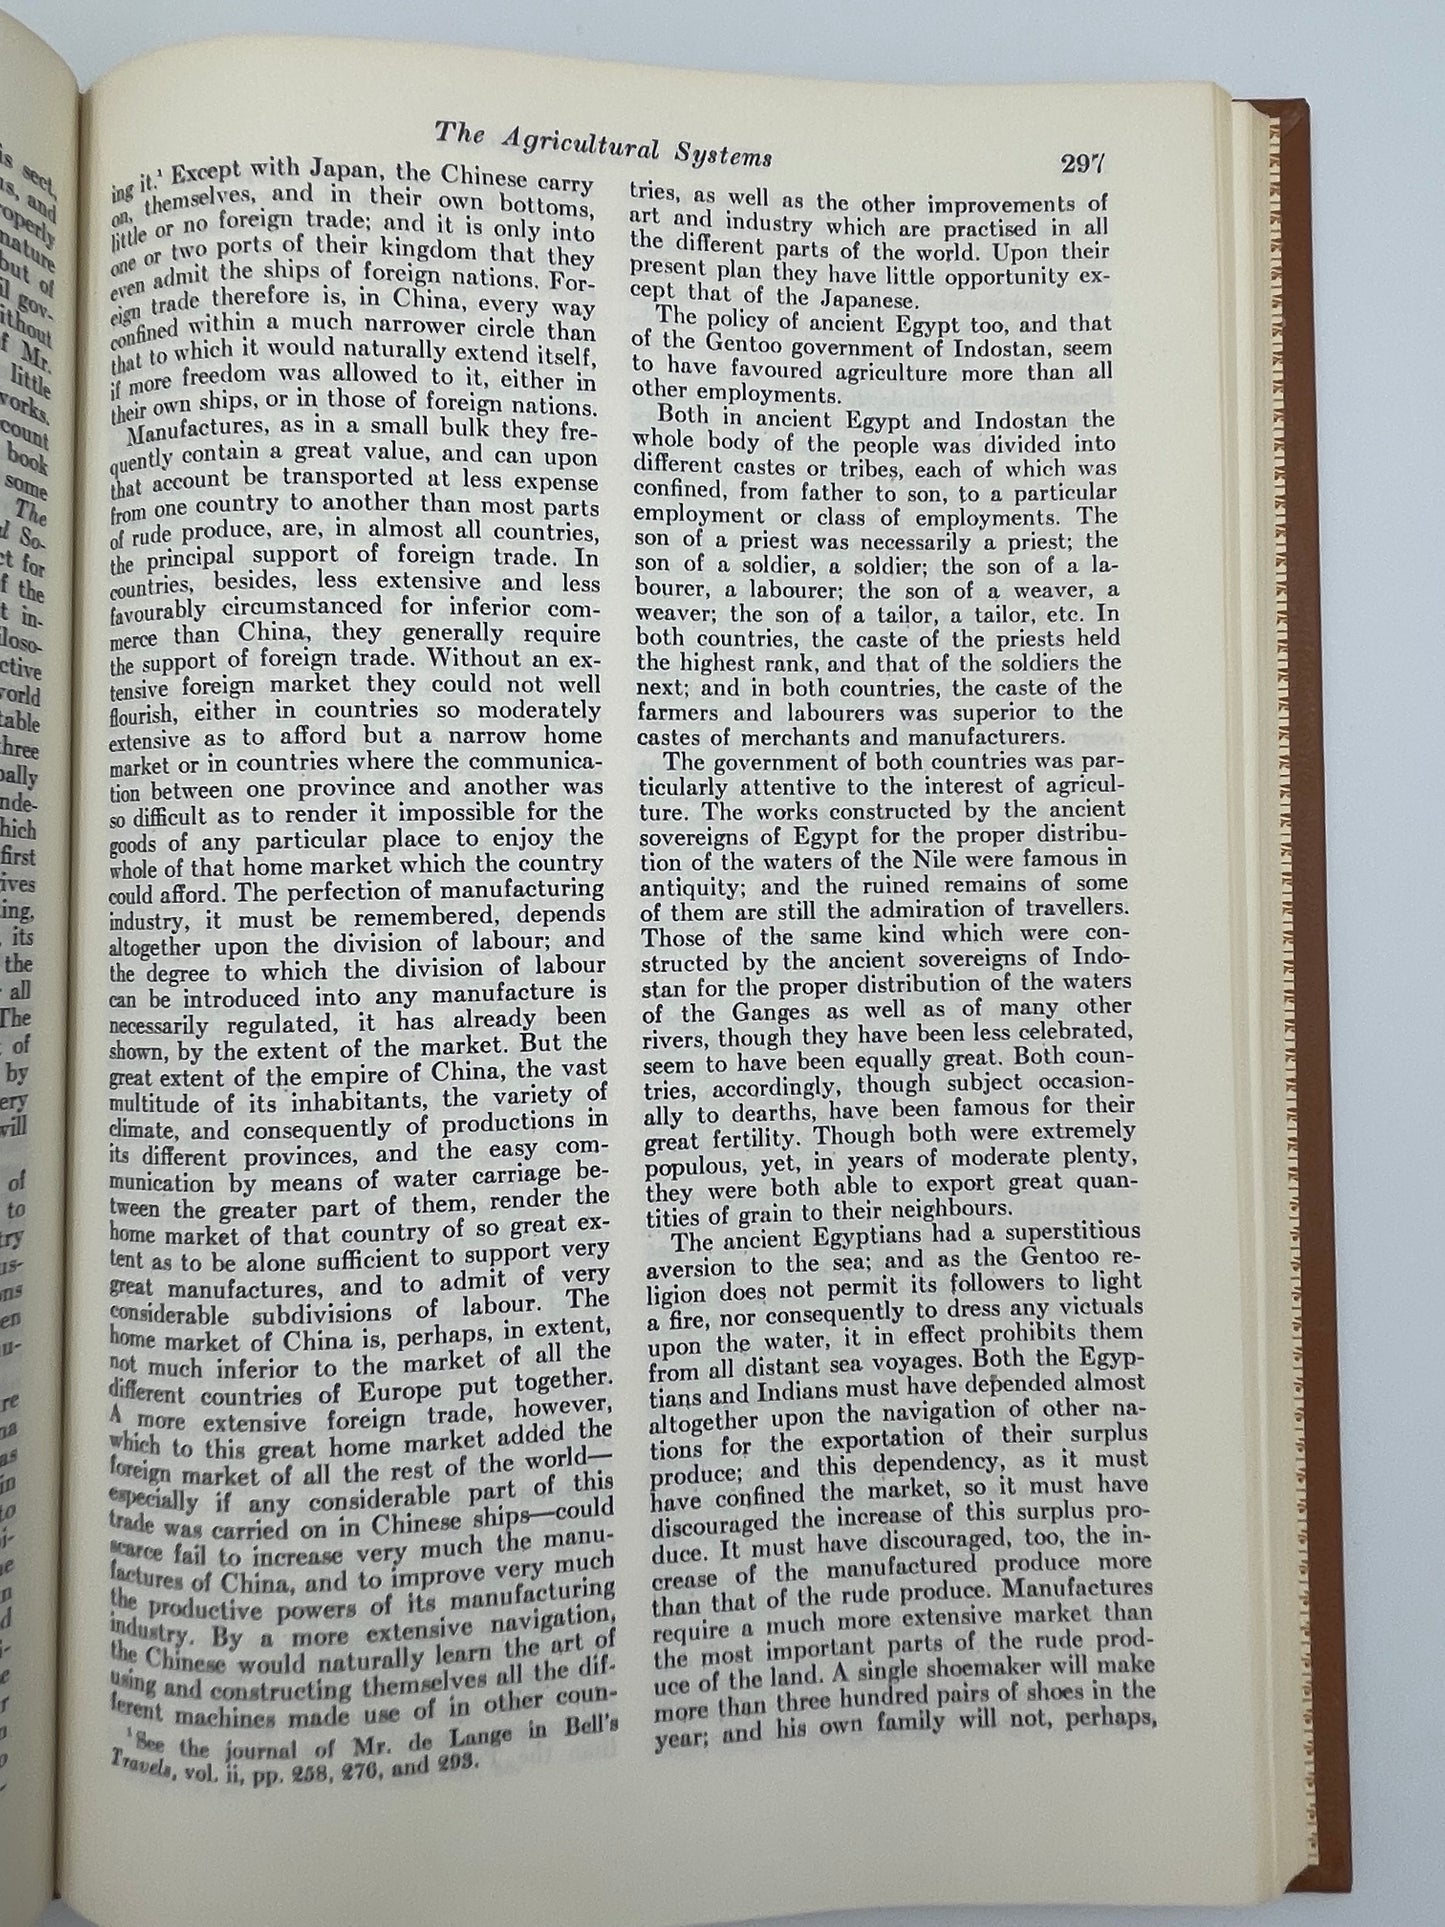 The Agricultural Systems
297
ing it.¹ Except with Japan, the Chinese carry
on, themselves, and in their own bottoms,
little or no foreign trade; and it is only into
one or two ports of their kingdom that they
even admit the ships of foreign nations. For-
eign trade therefore is, in China, every way
confined within a much narrower circle than
that to which it would naturally extend itself,
if more freedom was allowed to it, either in
their own ships, or in those of foreign nations.
Manufactures, as in a small bulk they fre-
quently contain a great value, and can upon
that account be transported at less expense
from one country to another than most parts
of rude produce, are, in almost all countries,
the principal support of foreign trade. In
countries, besides, less extensive and less
favourably circumstanced for inferior com-
merce than China, they generally require
the support of foreign trade. Without an ex-
tensive foreign market they could not well
flourish, either in countries so moderately
extensive as to afford but a narrow home
market or in countries where the communica-
tion between one province and another was
so difficult as to render it impossible for the
goods of any particular place to enjoy the
whole of that home market which the country
could afford. The perfection of manufacturing
industry, it must be remembered, depends
altogether upon the division of labour; and
the degree to which the division of labour
can be introduced into any manufacture is
necessarily regulated, it has already been
shown, by the extent of the market. But the
great extent of the empire of China, the vast
multitude of its inhabitants, the variety of
climate, and consequently of productions in
its different provinces, and the easy com-
munication by means of water carriage be-
tween the greater part of them, render the
home market of that country of so great ex-
tent as to be alone sufficient to support very
great manufactures, and to admit of very
considerable subdivisions of labour. The
home market of China is, perhaps, in extent,
not much inferior to the market of all the
different countries of Europe put together.
A more extensive foreign trade, however,
which to this great home market added the
foreign market of all the rest of the world—
especially if any considerable part of this
trade was carried on in Chinese ships—could
scarce fail to increase very much the manu-
factures of China, and to improve very much
the productive powers of its manufacturing
industry. By a more extensive navigation,
the Chinese would naturally learn the art of
using and constructing themselves all the dif-
ferent machines made use of in other coun-
¹See the journal of Mr. de Lange in Bell's
Travels, vol. ii, pp. 258, 276, and 293.
tries, as well as the other improvements of
art and industry which are practised in all
the different parts of the world. Upon their
present plan they have little opportunity ex-
cept that of the Japanese.
The policy of ancient Egypt too, and that
of the Gentoo government of Indostan, seem
to have favoured agriculture more than all
other employments.
Both in ancient Egypt and Indostan the
whole body of the people was divided into
different castes or tribes, each of which was
confined, from father to son, to a particular
employment or class of employments. The
son of a priest was necessarily a priest; the
son of a soldier, a soldier; the son of a la-
bourer, a labourer; the son of a weaver, a
weaver; the son of a tailor, a tailor, etc. In
both countries, the caste of the priests held
the highest rank, and that of the soldiers the
next; and in both countries, the caste of the
farmers and labourers was superior to the
castes of merchants and manufacturers.
The government of both countries was par-
ticularly attentive to the interest of agricul-
ture. The works constructed by the ancient
sovereigns of Egypt for the proper distribu-
tion of the waters of the Nile were famous in
antiquity; and the ruined remains of some
of them are still the admiration of travellers.
Those of the same kind which were con-
structed by the ancient sovereigns of Indo-
stan for the proper distribution of the waters
of the Ganges as well as of many other
rivers, though they have been less celebrated,
seem to have been equally great. Both coun-
tries, accordingly, though subject occasion-
ally to dearths, have been famous for their
great fertility. Though both were extremely
populous, yet, in years of moderate plenty,
they were both able to export great quan-
tities of grain to their neighbours.
The ancient Egyptians had a superstitious
aversion to the sea; and as the Gentoo re-
ligion does not permit its followers to light
a fire, nor consequently to dress any victuals
upon the water, it in effect prohibits them
from all distant sea voyages. Both the Egyp-
tians and Indians must have depended almost
altogether upon the navigation of other na-
tions for the exportation of their surplus
produce; and this dependency, as it must
have confined the market, so it must have
discouraged the increase of this surplus pro-
duce. It must have discouraged, too, the in-
crease of the manufactured produce more
than that of the rude produce. Manufactures
require a much more extensive market than
the most important parts of the rude prod-
uce of the land. A single shoemaker will make
more than three hundred pairs of shoes in the
year; and his own family will not, perhaps,